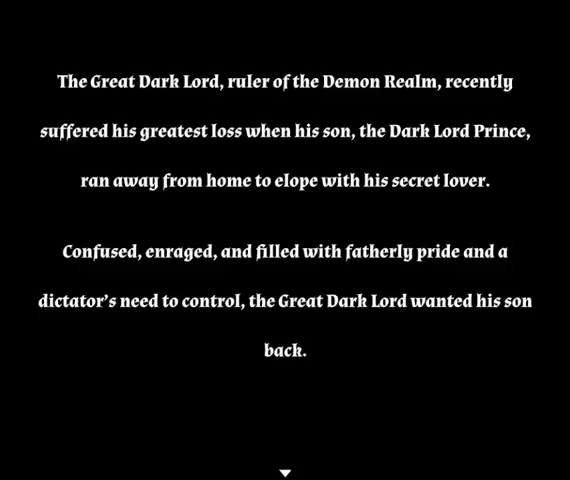 The Great Dark Lord, ruler of the Demon Realm, recently
suffered his greatest loss when his son, the Dark Lord Prince,
ran away from home to elope with his secret lover.
Confused, enraged, and filled with fatherly pride and a
dictator's need to control, the Great Dark Lord wanted his son
back.